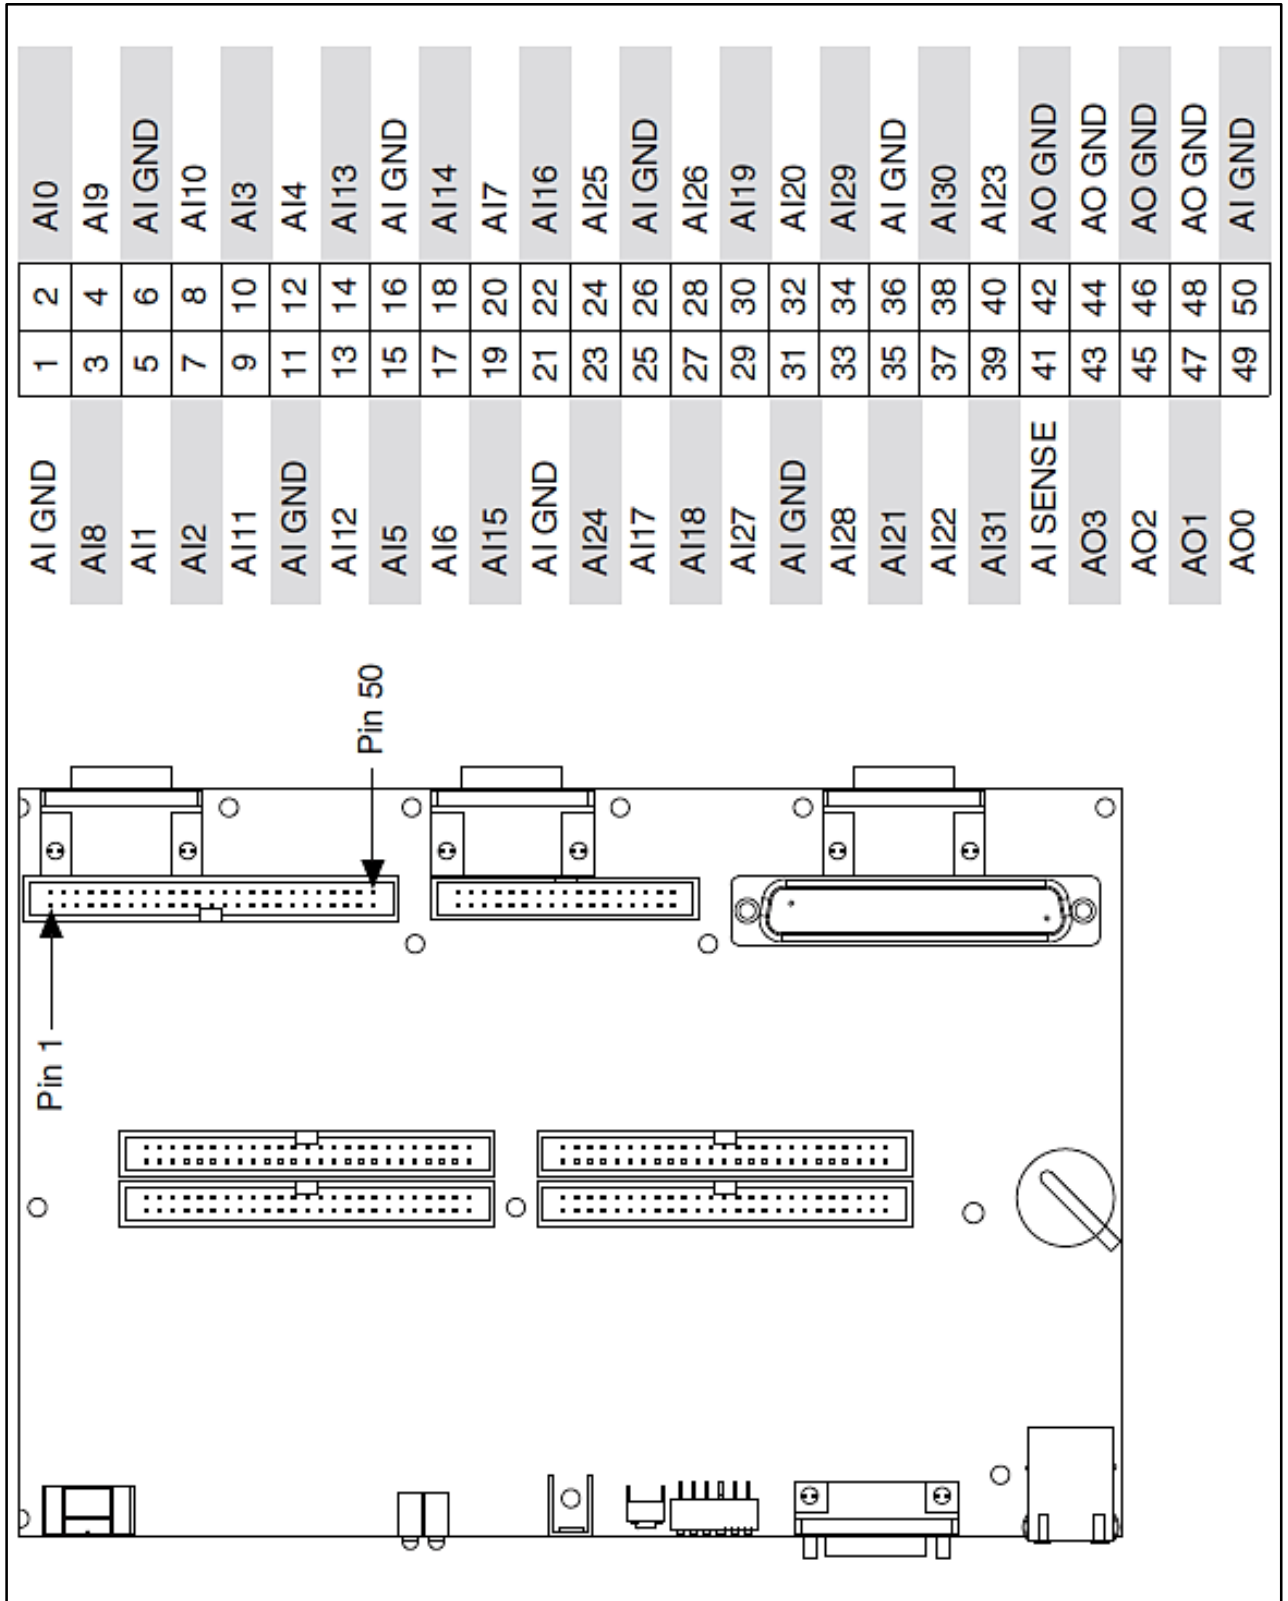 Pin 1
Pin 50
AI GND 1 2 AI0
AI8 3 4 AI9
AI1 5 6 AI GND
AI2 7 8 AI10
AI11 9 10 AI3
AI GND 11 12 AI4
AI12 13 14 AI13
AI5 15 16 AI GND
AI6 17 18 AI14
AI15 19 20 AI7
AI GND 21 22 AI16
AI24 23 24 AI25
AI17 25 26 AI GND
AI18 27 28 AI26
AI27 29 30 AI19
AI GND 31 32 AI20
AI28 33 34 AI29
AI21 35 36 AI GND
AI22 37 38 AI30
AI31 39 40 AI23
AI SENSE 41 42 AO GND
AO3 43 44 AO GND
AO2 45 46 AO GND
AO1 47 48 AO GND
AO0 49 50 AI GND